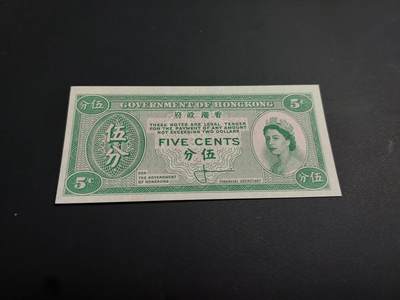 分伍 GOVERNMENT OF HONGKONG 5¢
府政港香
THESE NOTES ARE LEGAL TENDER
FOR THE PAYMENT OF ANY AMOUNT
NOT EXCEEDING TWO DOLLARS
伍分
FIVE CENTS
分伍
FOR
THE GOVERNMENT
OF HONGKONG
FINANCIAL SECRETARY
5¢ 分伍